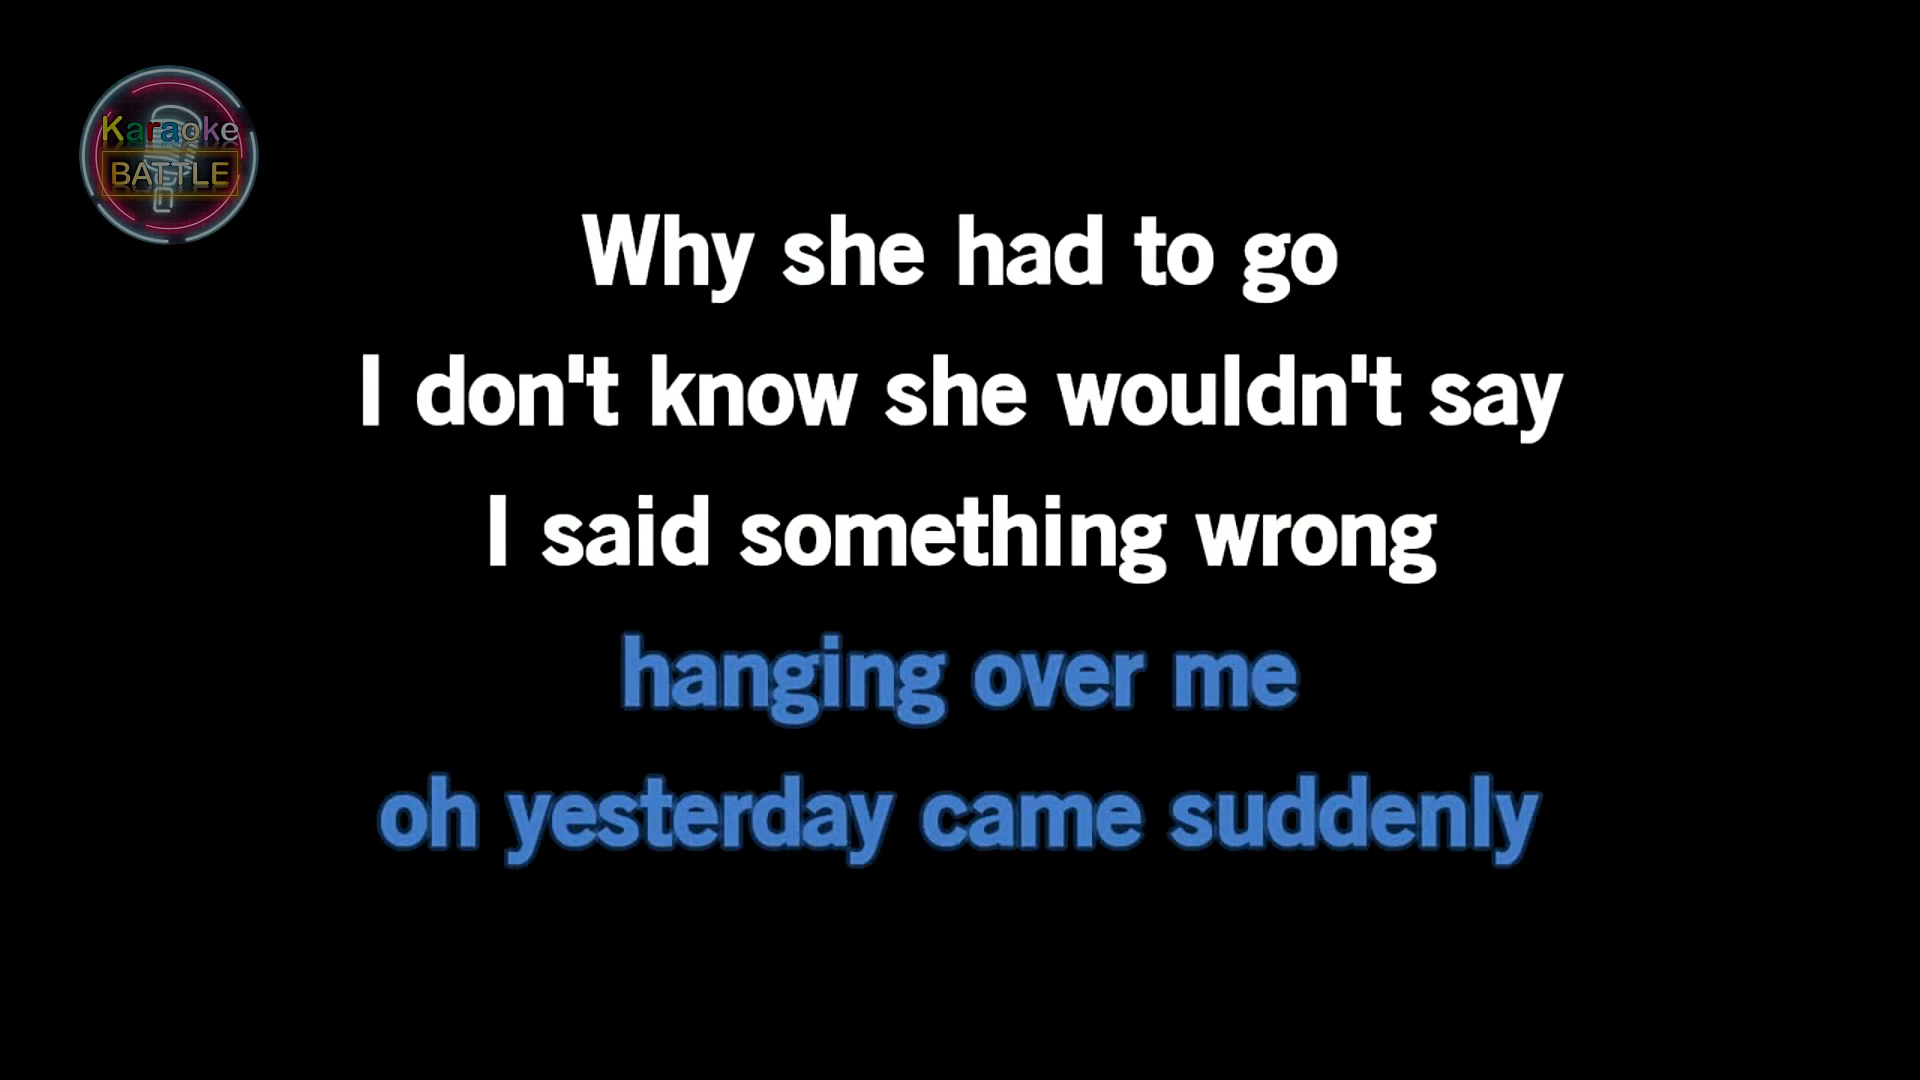 Karaoke
BATTLE
Why she had to go
I don't know she wouldn't say
I said something wrong
hanging over me
oh yesterday came suddenly